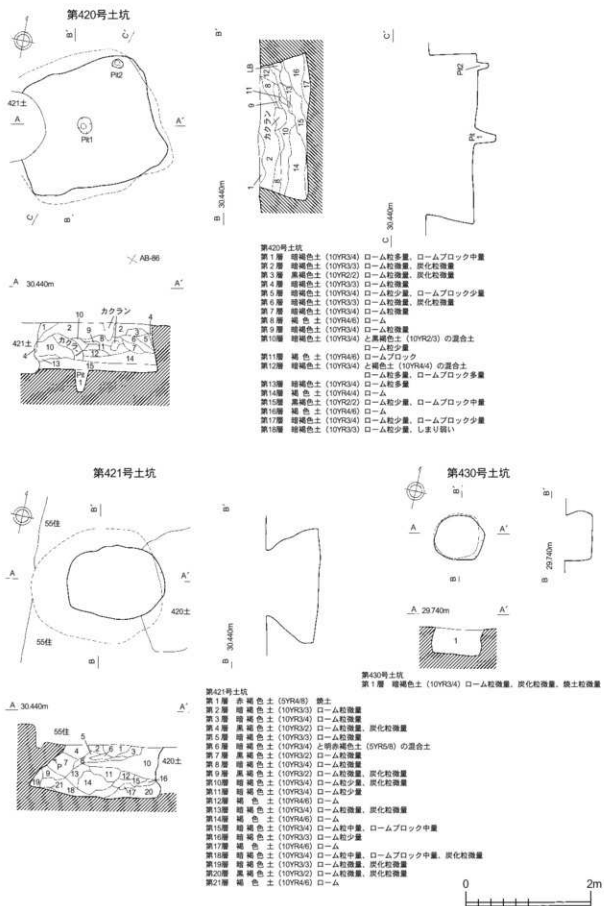 第420号土坑
B'
C'
421土
A
A'
Pit2
Pit1
C
B
AB-66
A 30.440m
10
カクラン
421土
カクラン
Pit
1
B'
LB
カクラン
B 30.440m
C'
Pit2
Pit
1
C 30.440m
第420号土坑
第1層 暗褐色土(10YR3/4)ローム粒多量、ロームブロック中量
第2層 暗褐色土(10YR3/3)ローム粒微量、炭化粒微量
第3層 黒褐色土(10YR2/2)ローム粒微量、炭化粒微量
第4層 暗褐色土(10YR3/3)ローム粒微量
第5層 暗褐色土(10YR3/4)ローム粒少量、ロームブロック少量
第6層 暗褐色土(10YR3/3)ローム粒微量、炭化粒微量
第7層 暗褐色土(10YR3/4)ローム粒微量
第8層 褐色土(10YR4/6)ローム
第9層 暗褐色土(10YR3/4)ローム粒微量
第10層 暗褐色土(10YR3/4)と黒褐色土(10YR2/3)の混合土
ローム粒少量
第11層 褐色土(10YR4/6)ロームブロック
第12層 暗褐色土(10YR3/4)と褐色土(10YR4/4)の混合土
ローム粒多量、ロームブロック多量
第13層 暗褐色土(10YR3/4)ローム粒多量
第14層 褐色土(10YR4/4)ローム
第15層 黒褐色土(10YR2/2)ローム粒少量、ロームブロック中量
第16層 褐色土(10YR4/6)ローム
第17層 暗褐色土(10YR3/4)ローム粒少量、ロームブロック少量
第18層 暗褐色土(10YR3/3)ローム粒少量、しまり弱い
第421号土坑
B'
55住
A
A'
420土
55住
B
B'
B 30.440m
A 30.440m
A'
55住
420土
第430号土坑
B'
A
A'
B
B'
B 29.740m
A 29.740m
A'
1
第430号土坑
第1層 暗褐色土(10YR3/4)ローム粒微量、炭化粒微量、焼土粒微量
第421号土坑
第1層 赤褐色土(5YR4/8)焼土
第2層 暗褐色土(10YR3/3)ローム粒微量
第3層 暗褐色土(10YR3/4)ローム粒微量
第4層 黒褐色土(10YR3/2)ローム粒微量、炭化粒微量
第5層 暗褐色土(10YR3/3)ローム粒微量
第6層 暗褐色土(10YR3/4)と明赤褐色土(5YR5/8)の混合土
第7層 黒褐色土(10YR3/2)ローム粒微量
第8層 暗褐色土(10YR3/4)ローム粒微量
第9層 黒褐色土(10YR3/2)ローム粒微量、炭化粒微量
第10層 暗褐色土(10YR3/4)ローム粒少量、炭化粒微量
第11層 暗褐色土(10YR3/4)ローム粒少量
第12層 褐色土(10YR4/6)ローム
第13層 暗褐色土(10YR3/4)ローム粒微量、炭化粒微量
第14層 褐色土(10YR4/6)ローム
第15層 暗褐色土(10YR3/4)ローム粒中量、ロームブロック中量
第16層 暗褐色土(10YR3/3)ローム粒少量
第17層 褐色土(10YR4/6)ローム
第18層 暗褐色土(10YR3/4)ローム粒中量、ロームブロック中量、炭化粒微量
第19層 暗褐色土(10YR3/3)ローム粒微量、炭化粒微量
第20層 黒褐色土(10YR3/2)ローム粒微量、炭化粒微量
第21層 褐色土(10YR4/6)ローム
0
2m